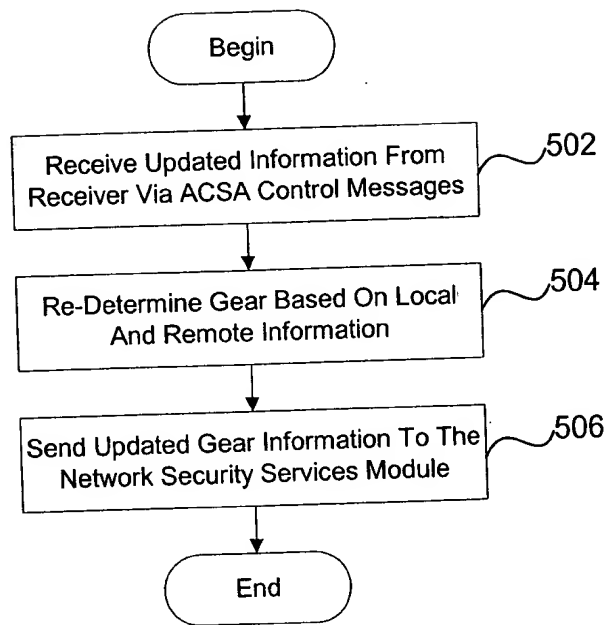 Begin
Receive Updated Information From
Receiver Via ACSA Control Messages
502
Re-Determine Gear Based On Local
And Remote Information
504
Send Updated Gear Information To The
Network Security Services Module
506
End